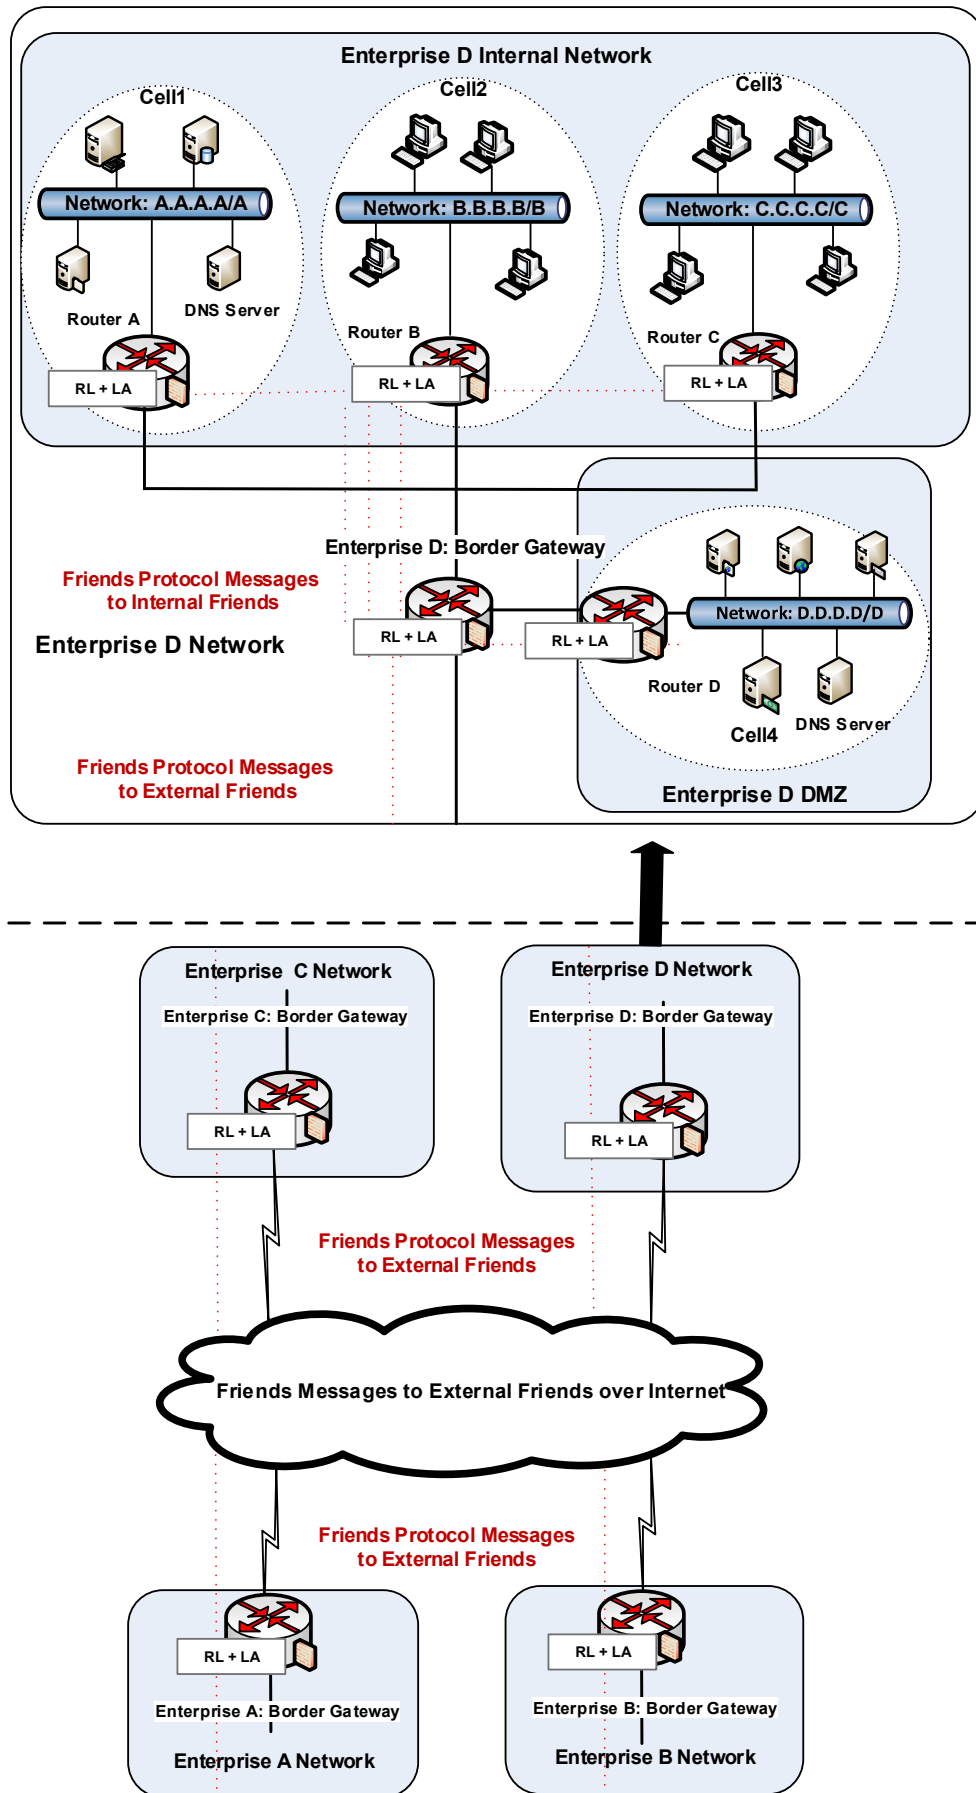 Enterprise D Internal Network
Cell1
Cell2
Cell3
Network: A.A.A.A/A
Network: B.B.B.B/B
Network: C.C.C.C/C
DNS Server
Router A
Router B
Router C
RL + LA
RL + LA
RL + LA
Enterprise D: Border Gateway
Friends Protocol Messages
to Internal Friends
Network: D.D.D.D/D
RL + LA
RL + LA
Enterprise D Network
Router D
DNS Server
Cell4
Friends Protocol Messages
to External Friends
Enterprise D DMZ
Enterprise C Network
Enterprise D Network
Enterprise C: Border Gateway
Enterprise D: Border Gateway
RL + LA
RL + LA
Friends Protocol Messages
to External Friends
Friends Messages to External Friends over Internet
Friends Protocol Messages
to External Friends
RL + LA
RL + LA
Enterprise A: Border Gateway
Enterprise B: Border Gateway
Enterprise A Network
Enterprise B Network